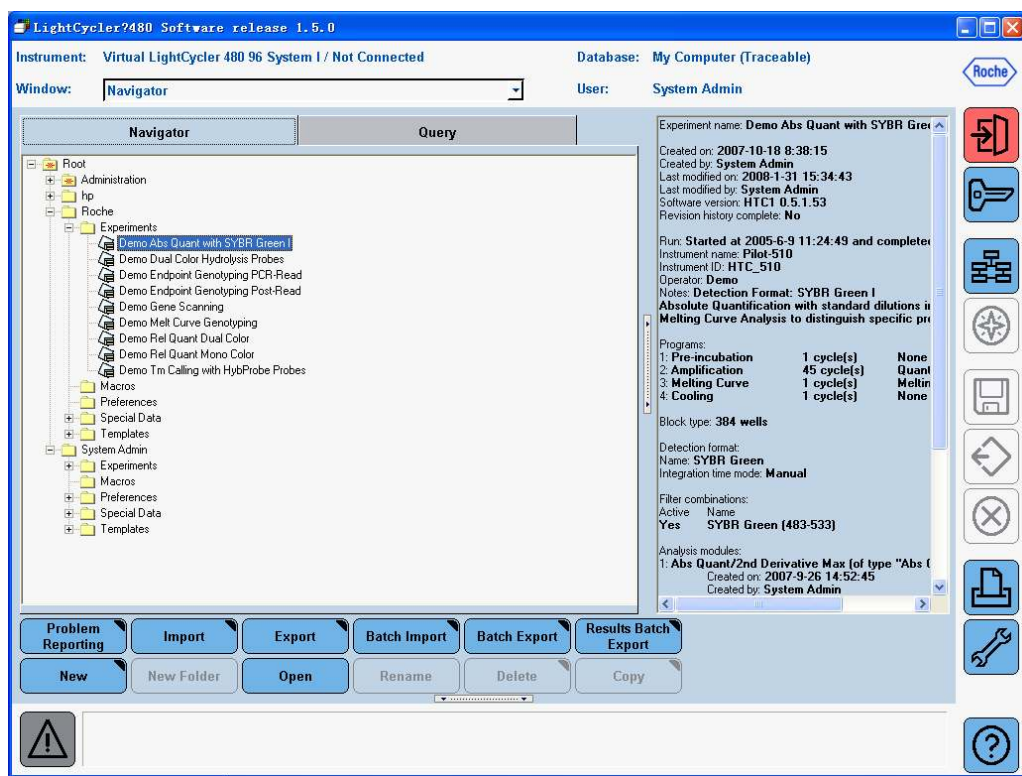 LightCycler?480 Software release 1.5.0
Instrument: Virtual LightCycler 480 96 System I / Not Connected
Database: My Computer (Traceable)
Window: Navigator
User: System Admin
Roche
Navigator
Query
Root
Administration
hp
Roche
Experiments
Demo Abs Quant with SYBR Green I
Demo Dual Color Hydrolysis Probes
Demo Endpoint Genotyping PCR-Read
Demo Endpoint Genotyping Post-Read
Demo Gene Scanning
Demo Melt Curve Genotyping
Demo Rel Quant Dual Color
Demo Rel Quant Mono Color
Demo Tm Calling with HybProbe Probes
Macros
Preferences
Special Data
Templates
System Admin
Experiments
Macros
Preferences
Special Data
Templates
Experiment name: Demo Abs Quant with SYBR Gree
Created on: 2007-10-18 8:38:15
Created by: System Admin
Last modified on: 2008-1-31 15:34:43
Last modified by: System Admin
Software version: HTC1 0.5.1.53
Revision history complete: No
Run: Started at 2005-6-9 11:24:49 and completed
Instrument name: Pilot-510
Instrument ID: HTC_510
Operator: Demo
Notes: Detection Format: SYBR Green I
Absolute Quantification with standard dilutions i
Melting Curve Analysis to distinguish specific pr
Programs:
1: Pre-incubation 1 cycle(s) None
2: Amplification 45 cycle(s) Quant
3: Melting Curve 1 cycle(s) Meltin
4: Cooling 1 cycle(s) None
Block type: 384 wells
Detection format:
Name: SYBR Green
Integration time mode: Manual
Filter combinations:
Active Name
Yes SYBR Green (483-533)
Analysis modules:
1: Abs Quant/2nd Derivative Max (of type "Abs
Created on: 2007-9-26 14:52:45
Created by: System Admin
Problem Reporting
Import
Export
Batch Import
Batch Export
Results Batch Export
New
New Folder
Open
Rename
Delete
Copy